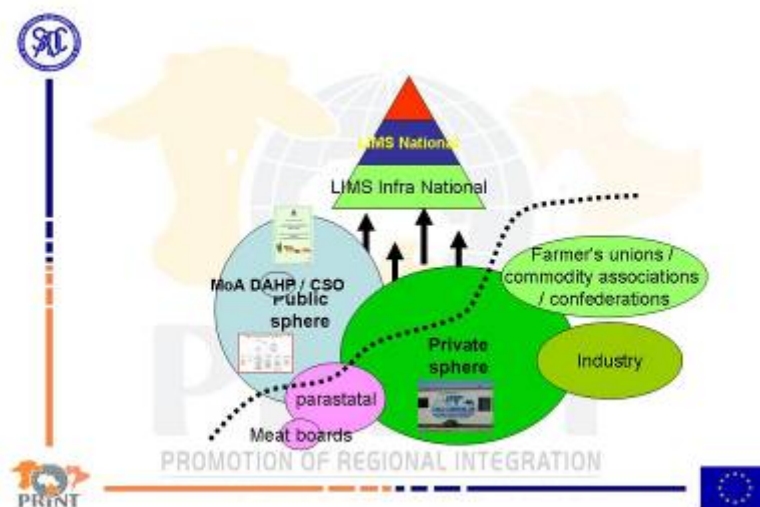 SADC
LIMS National
LIMS Infra National
MoA DAHP / CSO
Public
sphere
Farmer's unions /
commodity associations
/ confederations
Private
sphere
Industry
parastatal
Meat boards
PROMOTION OF REGIONAL INTEGRATION
PRINT